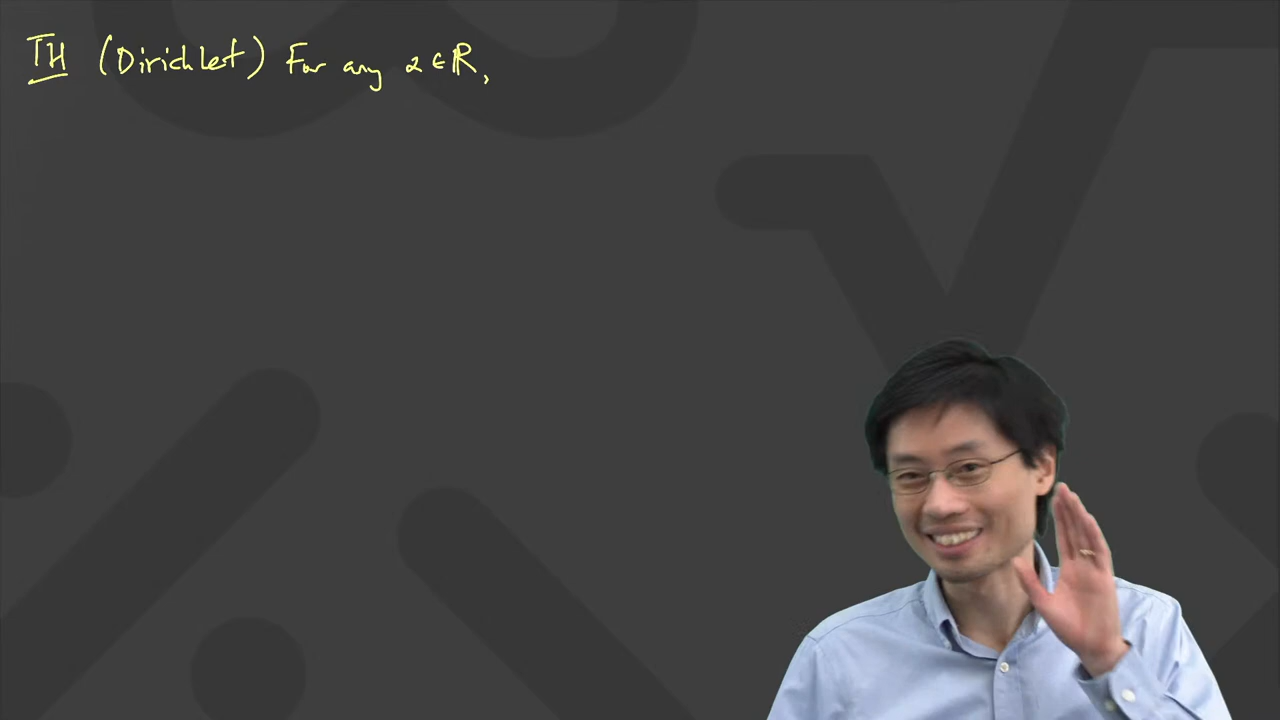 TH (Dirichlet) For any α ∈ ℝ,